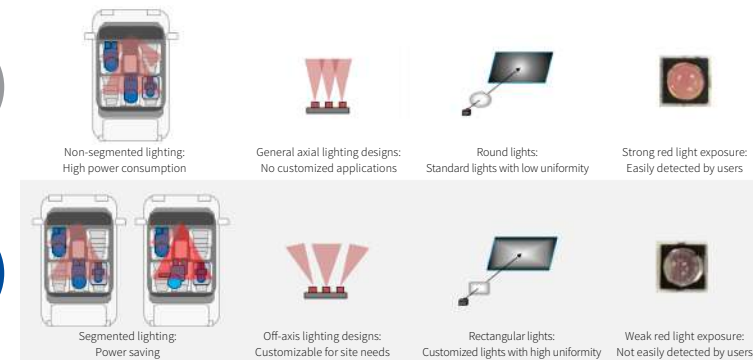 Non-segmented lighting:
High power consumption
General axial lighting designs:
No customized applications
Round lights:
Standard lights with low uniformity
Strong red light exposure:
Easily detected by users
Segmented lighting:
Power saving
Off-axis lighting designs:
Customizable for site needs
Rectangular lights:
Customized lights with high uniformity
Weak red light exposure:
Not easily detected by users